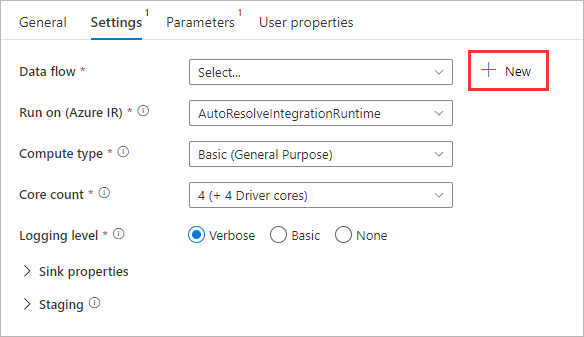 General Settings 1 Parameters 1 User properties
Data flow * Select... + New
Run on (Azure IR) * AutoResolveIntegrationRuntime
Compute type * Basic (General Purpose)
Core count * 4 (+ 4 Driver cores)
Logging level * Verbose Basic None
Sink properties
Staging